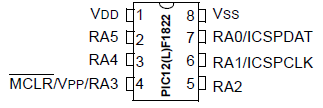 VDD 1 8 VSS
RA5 2 7 RA0/ICSPDAT
RA4 3 6 RA1/ICSPCLK
MCLR/VPP/RA3 4 5 RA2
PIC12(L)F1822